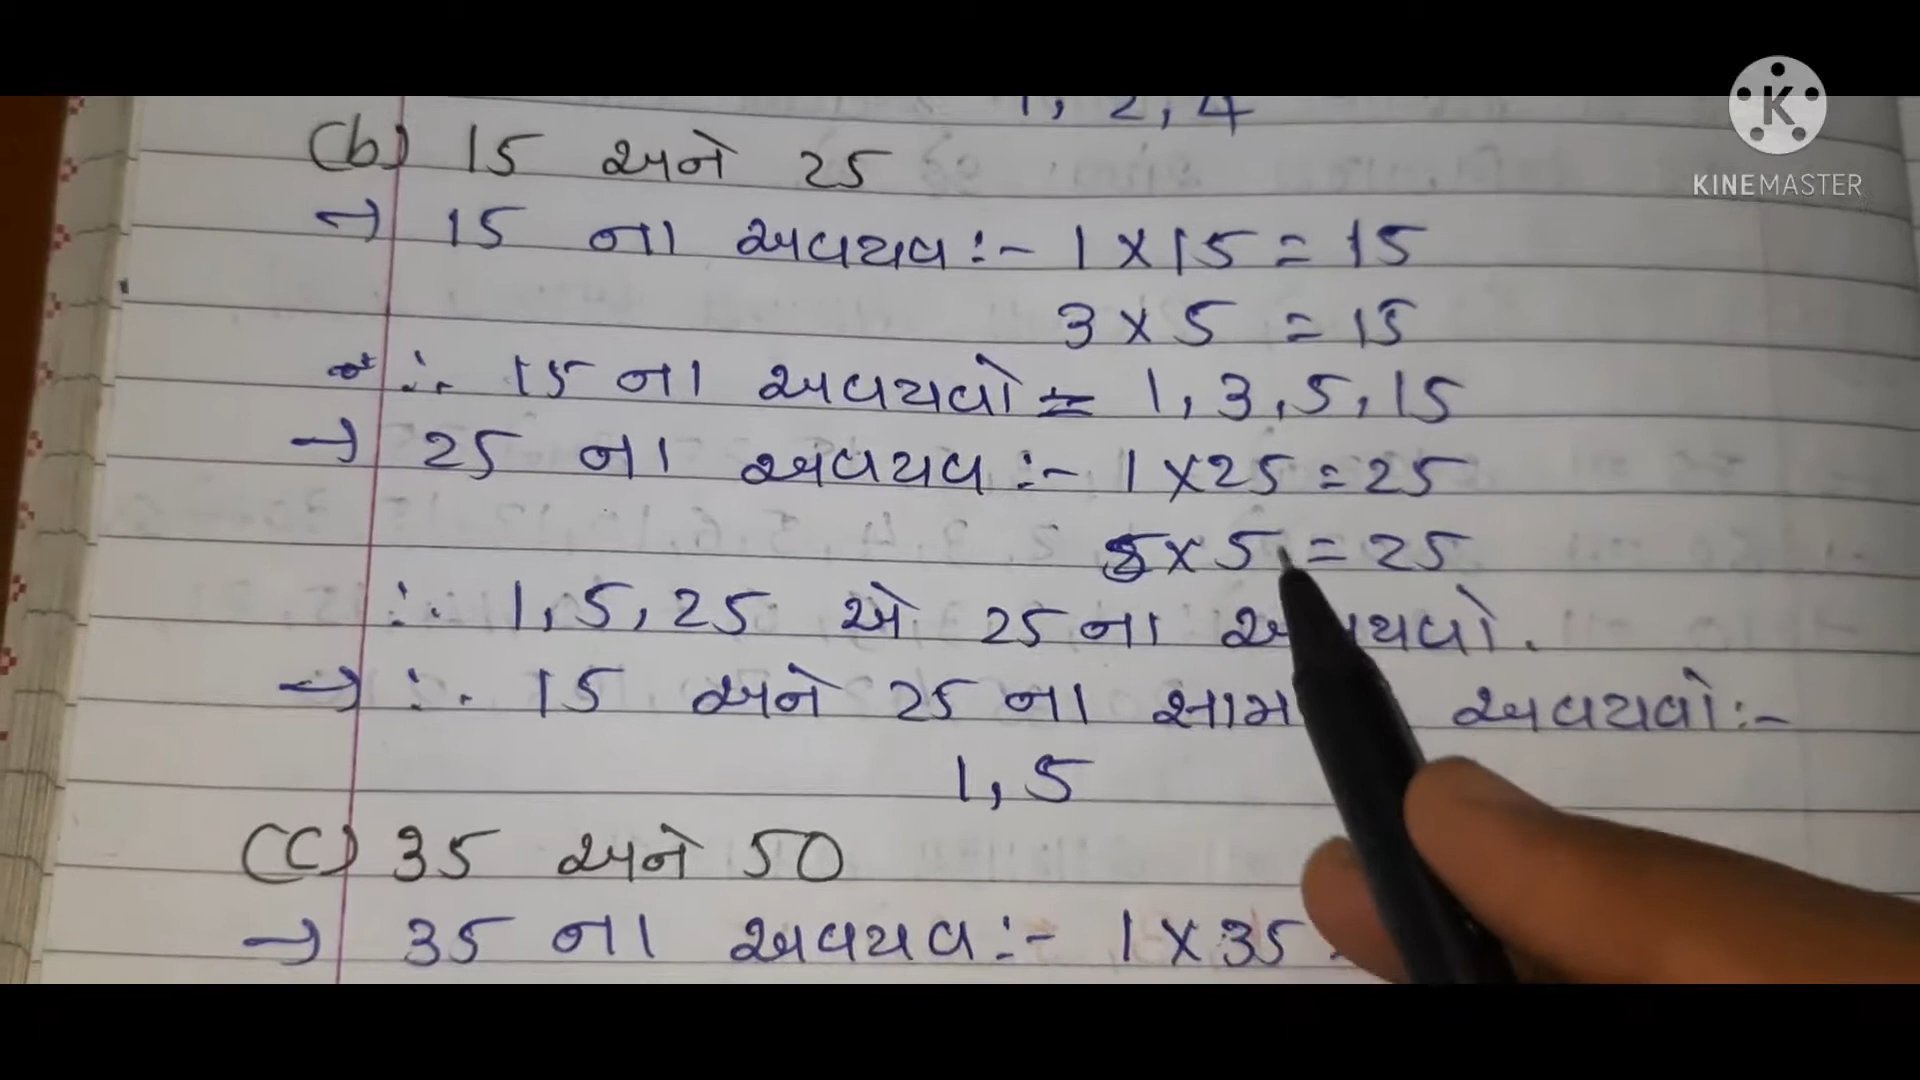 1, 2, 4
(b) 15 અને 25
→ 15 ના અવયવ :- 1 × 15 = 15
3 × 5 = 15
∴ 15 ના અવયવો = 1, 3, 5, 15
→ 25 ના અવયવ :- 1 × 25 = 25
5 × 5 = 25
∴ 1, 5, 25 એ 25 ના
→ ∴ 15 અને 25 ના અવયવો :-
1, 5
(C) 35 અને 50
→ 35 ના અવયવ :- 1 × 35
K
KINEMASTER